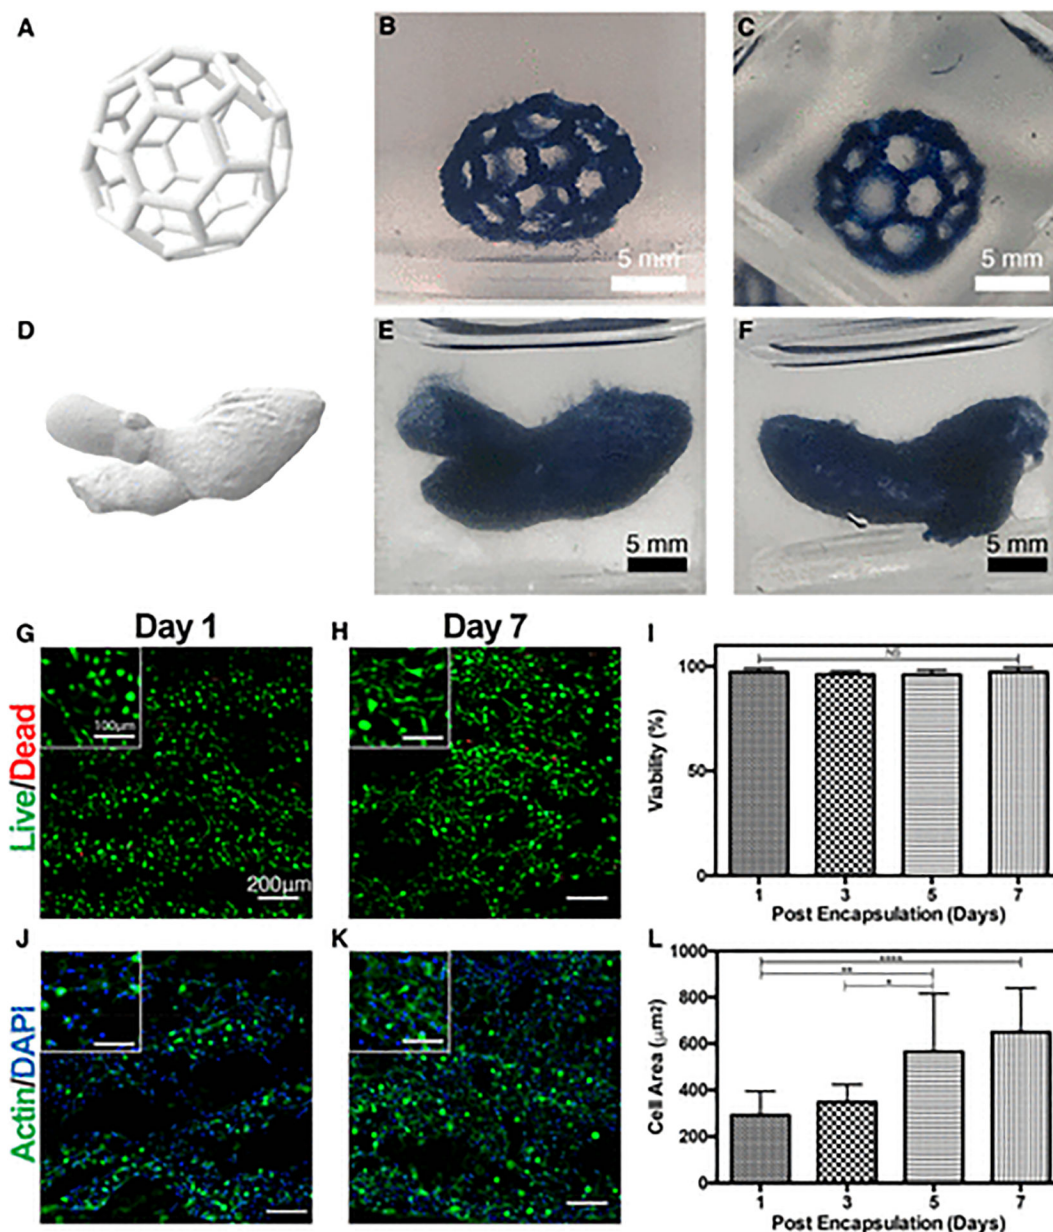 A
B
5 mm
C
5 mm
D
E
5 mm
F
5 mm
Day 1
Day 7
G
100µm
200µm
Live/Dead
H
I
NS
100
50
0
Viability (%)
1 3 5 7
Post Encapsulation (Days)
J
Actin/DAPI
K
L
****
**
*
1000
800
600
400
200
0
Cell Area (µm2)
1 3 5 7
Post Encapsulation (Days)